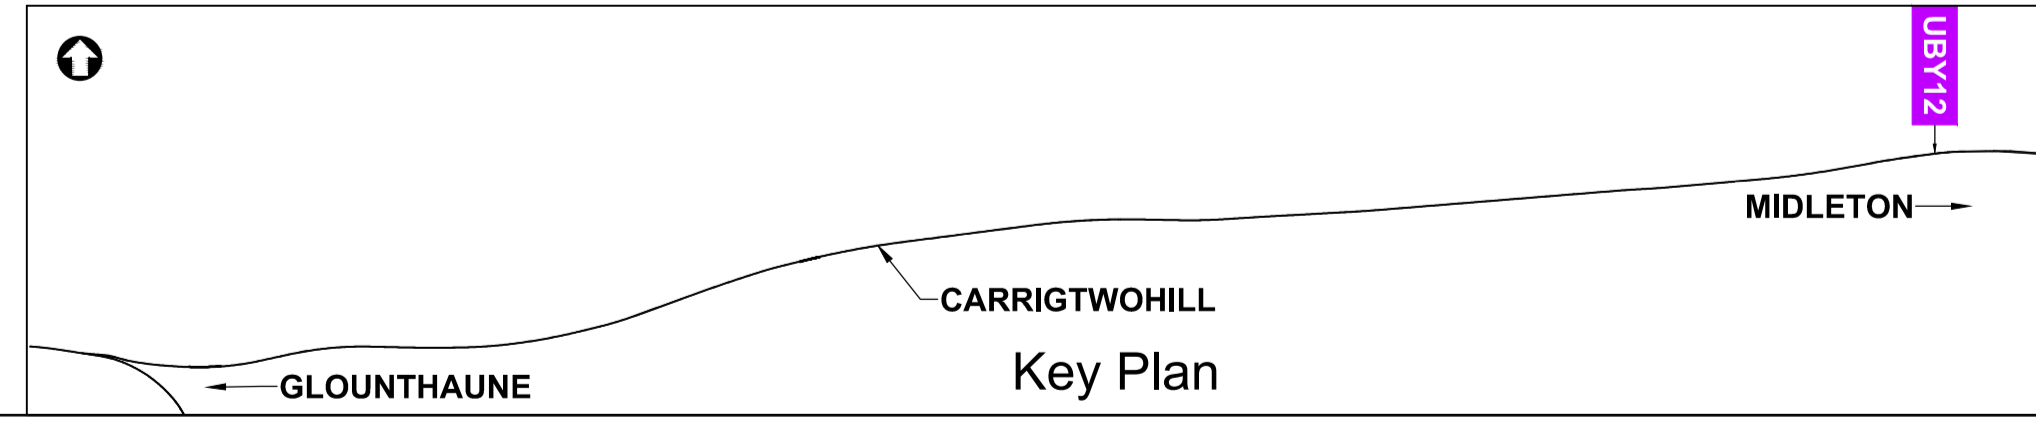 UBY12
MIDLETON
CARRIGTWOHILL
Key Plan
GLOUNTHAUNE